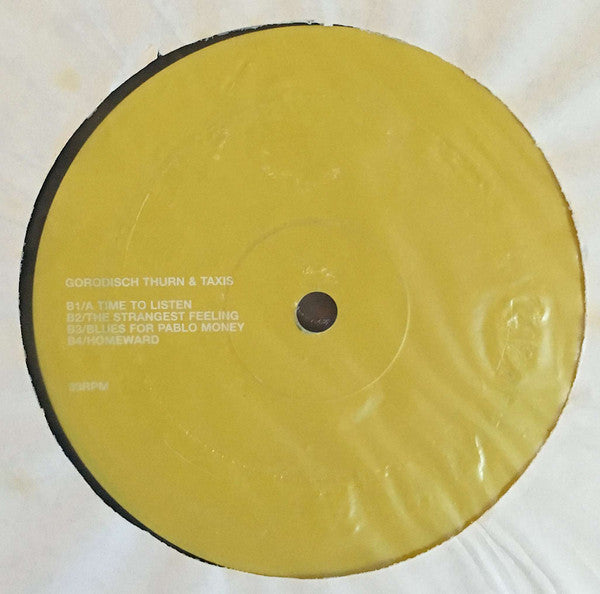 GORODISCH THURN & TAXIS
B1/A TIME TO LISTEN
B2/THE STRANGEST FEELING
B3/BLUES FOR PABLO MONEY
B4/HOMEWARD
33RPM